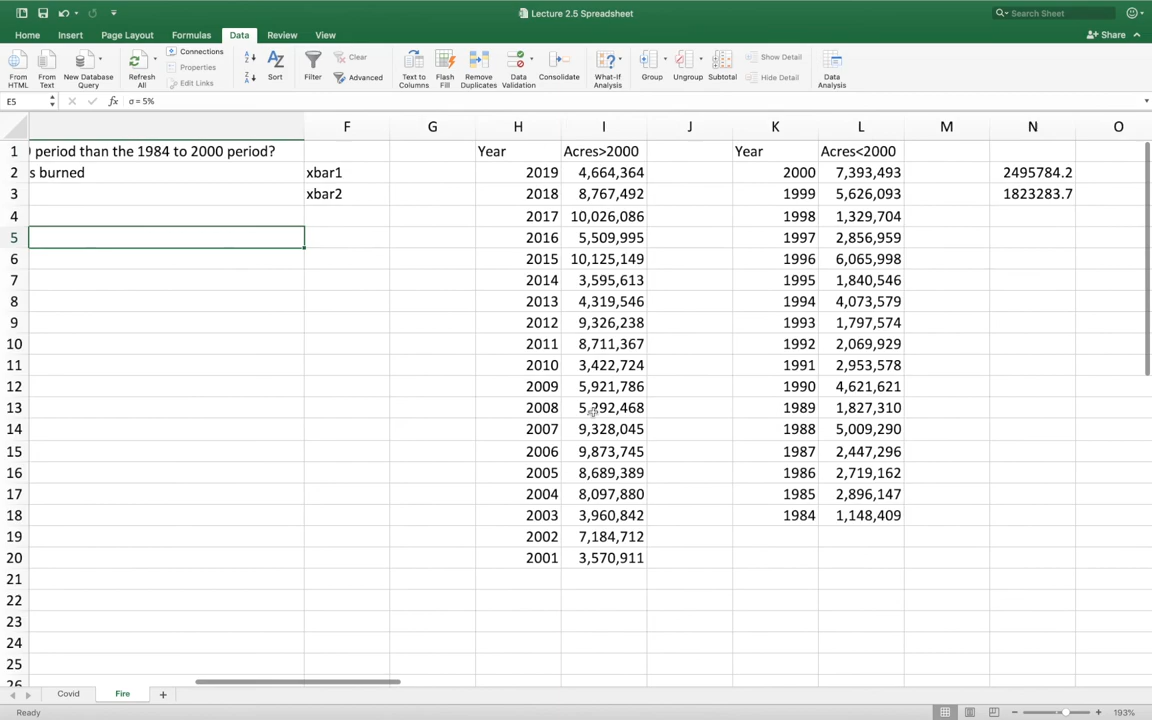 Lecture 2.5 Spreadsheet
Search Sheet
Home Insert Page Layout Formulas Data Review View
Share
From HTML
From Text
New Database Query
Refresh All
Connections
Properties
Edit Links
Sort
Filter
Clear
Advanced
Text to Columns
Flash Fill
Remove Duplicates
Data Validation
Consolidate
What-If Analysis
Group
Ungroup
Subtotal
Show Detail
Hide Detail
Data Analysis
E5 fx σ = 5%
F G H I J K L M N O
1 period than the 1984 to 2000 period? Year Acres>2000 Year Acres<2000
2 s burned xbar1 2019 4,664,364 2000 7,393,493 2495784.2
3 xbar2 2018 8,767,492 1999 5,626,093 1823283.7
4 2017 10,026,086 1998 1,329,704
5 2016 5,509,995 1997 2,856,959
6 2015 10,125,149 1996 6,065,998
7 2014 3,595,613 1995 1,840,546
8 2013 4,319,546 1994 4,073,579
9 2012 9,326,238 1993 1,797,574
10 2011 8,711,367 1992 2,069,929
11 2010 3,422,724 1991 2,953,578
12 2009 5,921,786 1990 4,621,621
13 2008 5,292,468 1989 1,827,310
14 2007 9,328,045 1988 5,009,290
15 2006 9,873,745 1987 2,447,296
16 2005 8,689,389 1986 2,719,162
17 2004 8,097,880 1985 2,896,147
18 2003 3,960,842 1984 1,148,409
19 2002 7,184,712
20 2001 3,570,911
21
22
23
24
25
26
Covid Fire
Ready 193%